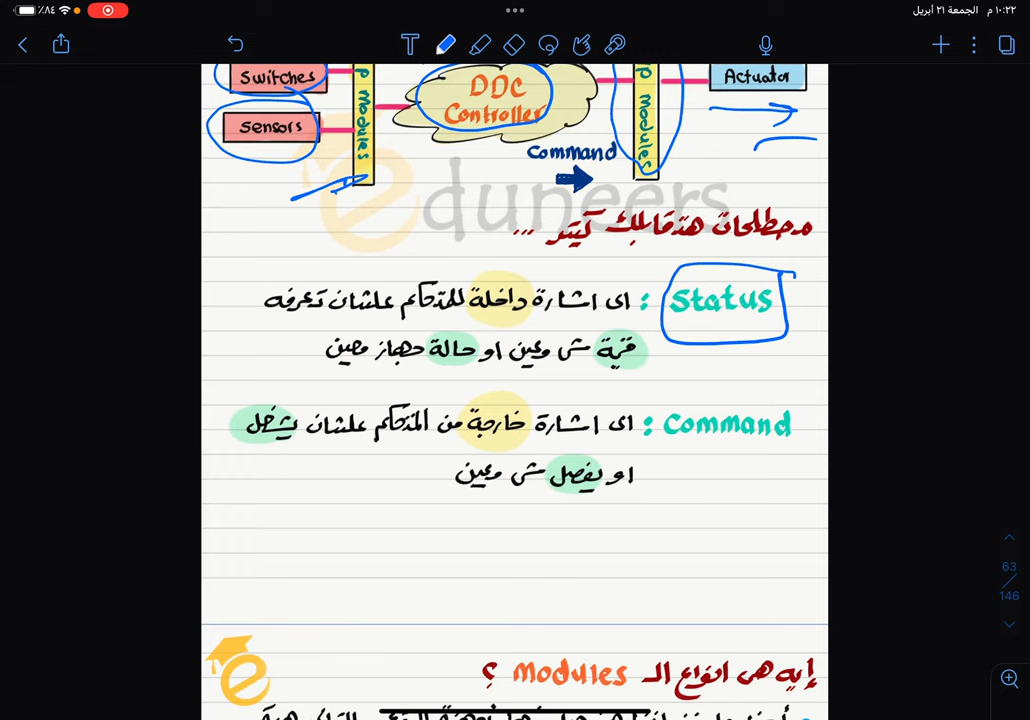 ١٠:٢٢ م الجمعة ٢١ أبريل
٨٤٪
Switches
Sensors
p Modules
DDC
Controller
p Modules
Actuator
Command
eduneers
مصطلحات هتقابلك كتير ...
Status : اى اشارة داخلة للمتحكم علشان تعرفه
قيمة شئ معين او حالة جهاز معين
Command : اى اشارة خارجة من المتحكم علشان يشغل
او يفصل شئ معين
63
146
إيه هى انواع الـ Modules ؟